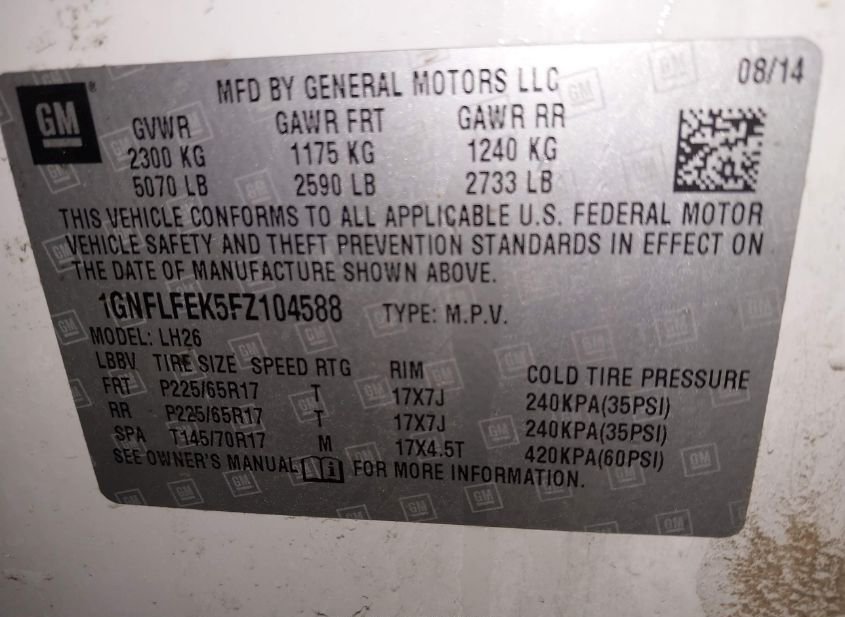 MFD BY GENERAL MOTORS LLC 08/14
GM
GVWR GAWR FRT GAWR RR
2300 KG 1175 KG 1240 KG
5070 LB 2590 LB 2733 LB
THIS VEHICLE CONFORMS TO ALL APPLICABLE U.S. FEDERAL MOTOR
VEHICLE SAFETY AND THEFT PREVENTION STANDARDS IN EFFECT ON
THE DATE OF MANUFACTURE SHOWN ABOVE.
1GNFLFEK5FZ104588 TYPE: M.P.V.
MODEL: LH26
LBBV TIRE SIZE SPEED RTG RIM COLD TIRE PRESSURE
FRT P225/65R17 T 17X7J 240KPA(35PSI)
RR P225/65R17 T 17X7J 240KPA(35PSI)
SPA T145/70R17 M 17X4.5T 420KPA(60PSI)
SEE OWNER'S MANUAL FOR MORE INFORMATION.